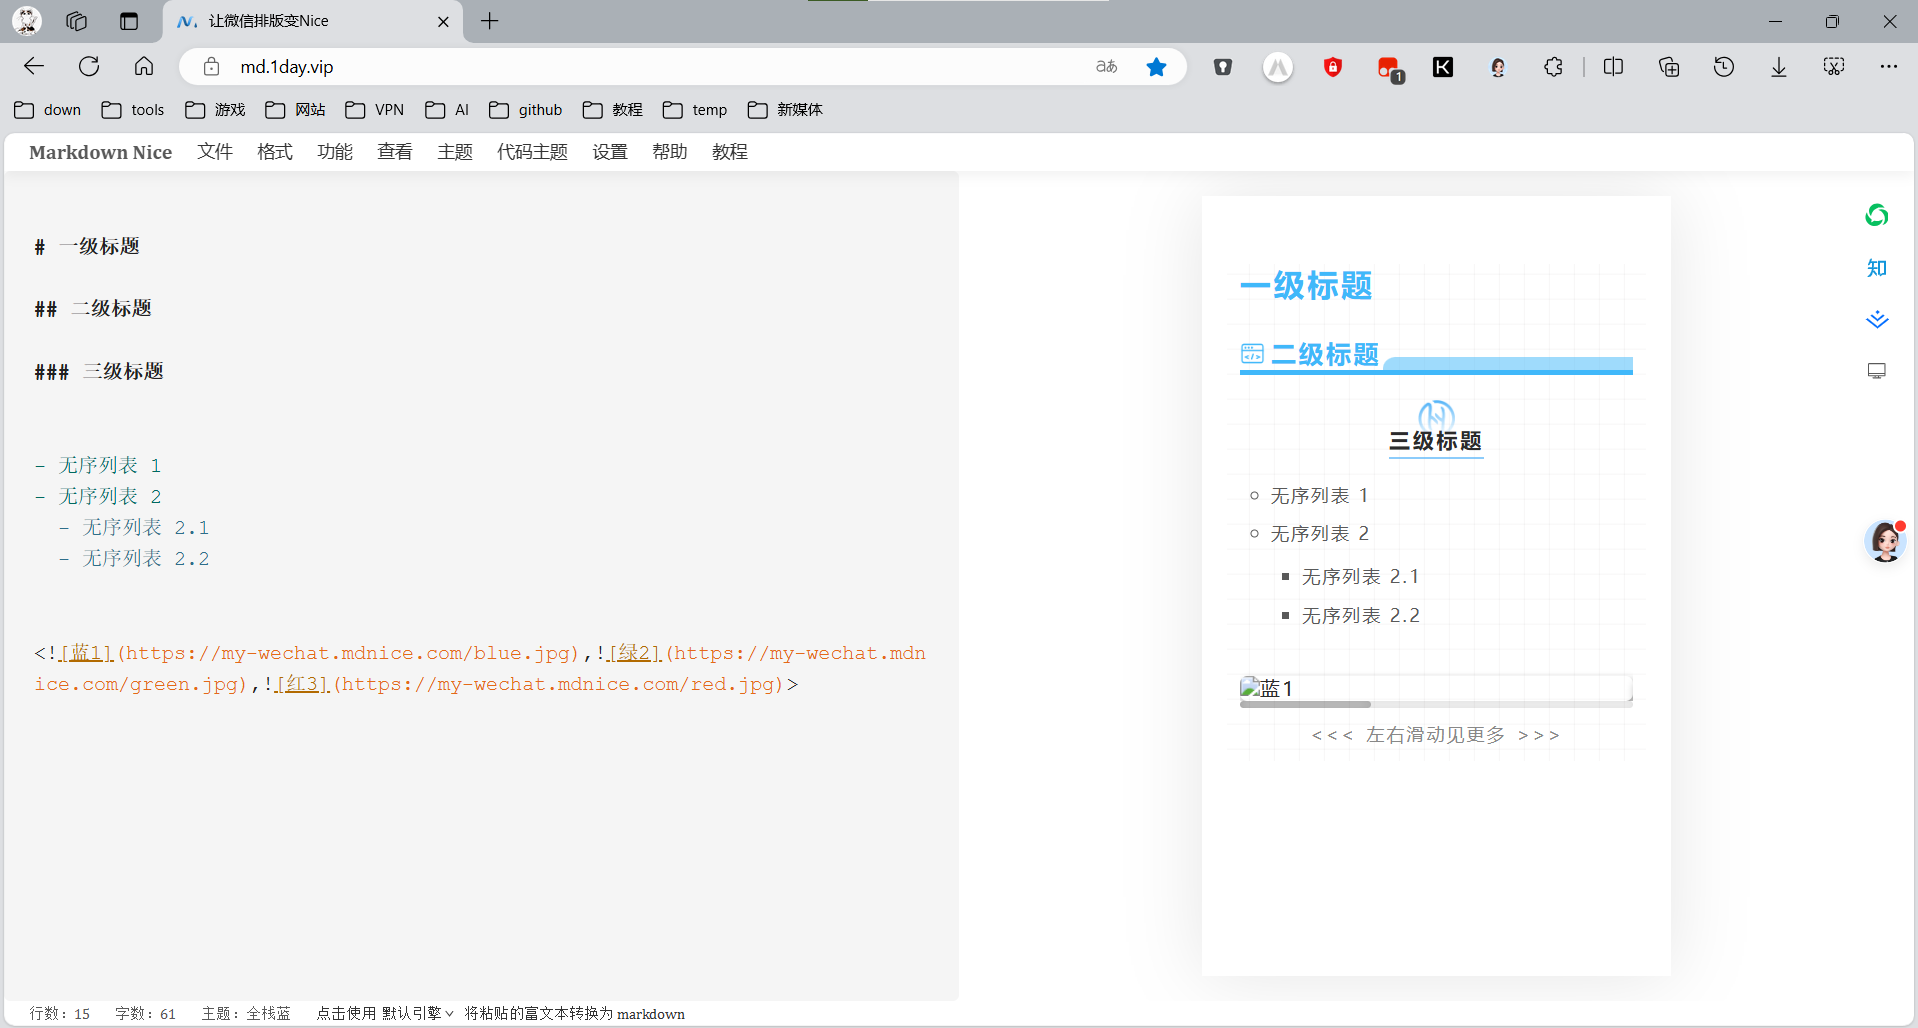 让微信排版变Nice
md.1day.vip
aあ
1
down tools 游戏 网站 VPN AI github 教程 temp 新媒体
Markdown Nice 文件 格式 功能 查看 主题 代码主题 设置 帮助 教程
# 一级标题
## 二级标题
### 三级标题
- 无序列表 1
- 无序列表 2
- 无序列表 2.1
- 无序列表 2.2
<![蓝1](https://my-wechat.mdnice.com/blue.jpg),![绿2](https://my-wechat.mdn
ice.com/green.jpg),![红3](https://my-wechat.mdnice.com/red.jpg)>
一级标题
二级标题
三级标题
无序列表 1
无序列表 2
无序列表 2.1
无序列表 2.2
蓝1
<<< 左右滑动见更多 >>>
知
行数: 15 字数: 61 主题: 全栈蓝 点击使用 默认引擎 将粘贴的富文本转换为 markdown